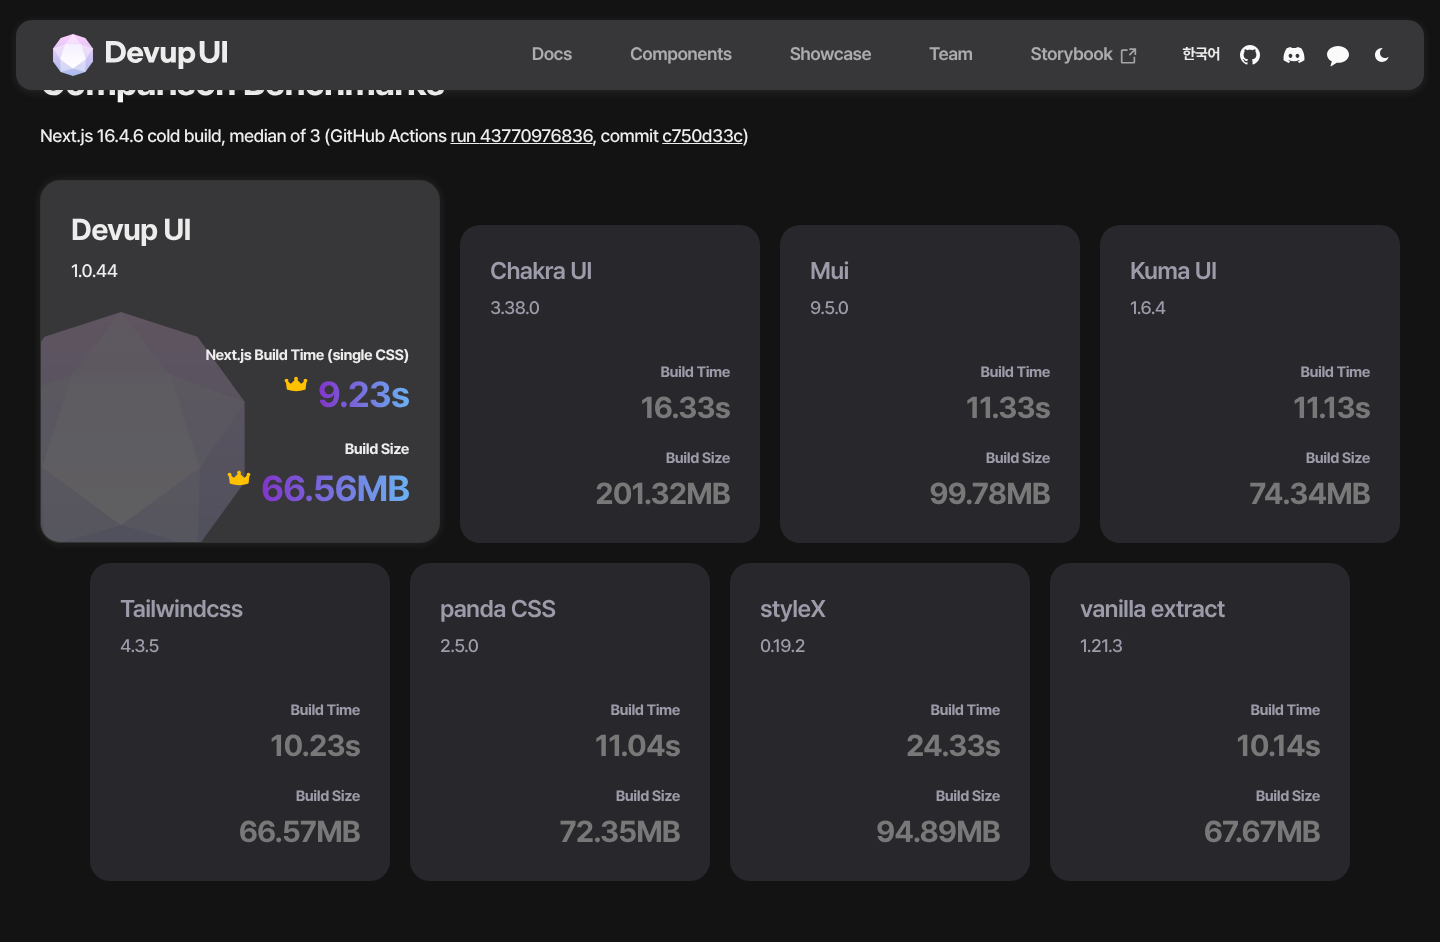 Devup UI
Docs
Components
Showcase
Team
Storybook
한국어
Comparison Benchmarks
Next.js 16.4.6 cold build, median of 3 (GitHub Actions run 43770976836, commit c750d33c)
Devup UI
1.0.44
Next.js Build Time (single CSS)
9.23s
Build Size
66.56MB
Chakra UI
3.38.0
Build Time
16.33s
Build Size
201.32MB
Mui
9.5.0
Build Time
11.33s
Build Size
99.78MB
Kuma UI
1.6.4
Build Time
11.13s
Build Size
74.34MB
Tailwindcss
4.3.5
Build Time
10.23s
Build Size
66.57MB
panda CSS
2.5.0
Build Time
11.04s
Build Size
72.35MB
styleX
0.19.2
Build Time
24.33s
Build Size
94.89MB
vanilla extract
1.21.3
Build Time
10.14s
Build Size
67.67MB